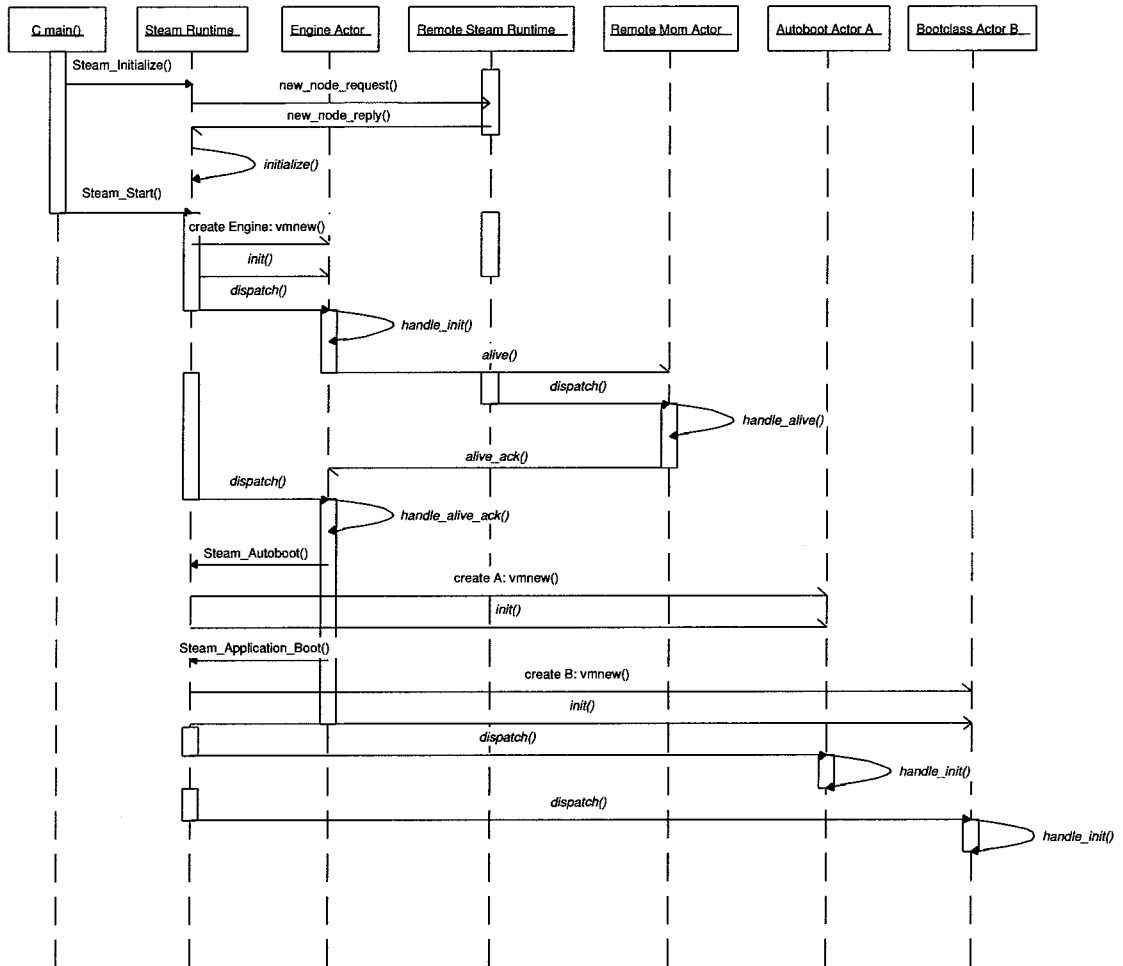 C main()
Steam Runtime
Engine Actor
Remote Steam Runtime
Remote Mom Actor
Autoboot Actor A
Bootclass Actor B
Steam_Initialize()
new_node_request()
new_node_reply()
initialize()
Steam_Start()
create Engine: vmnew()
init()
dispatch()
handle_init()
alive()
dispatch()
handle_alive()
alive_ack()
dispatch()
handle_alive_ack()
Steam_Autoboot()
create A: vmnew()
init()
Steam_Application_Boot()
create B: vmnew()
init()
dispatch()
handle_init()
dispatch()
handle_init()